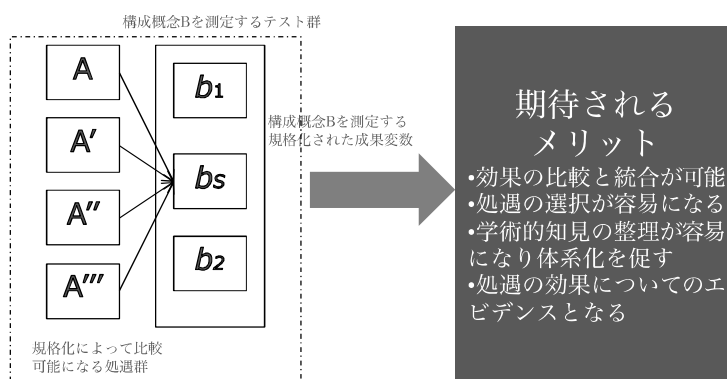 構成概念Bを測定するテスト群
A
A′
A″
A‴
b1
bs
b2
構成概念Bを測定する
規格化された成果変数
規格化によって比較
可能になる処遇群
期待される
メリット
•効果の比較と統合が可能
•処遇の選択が容易になる
•学術的知見の整理が容易
になり体系化を促す
•処遇の効果についてのエ
ビデンスとなる